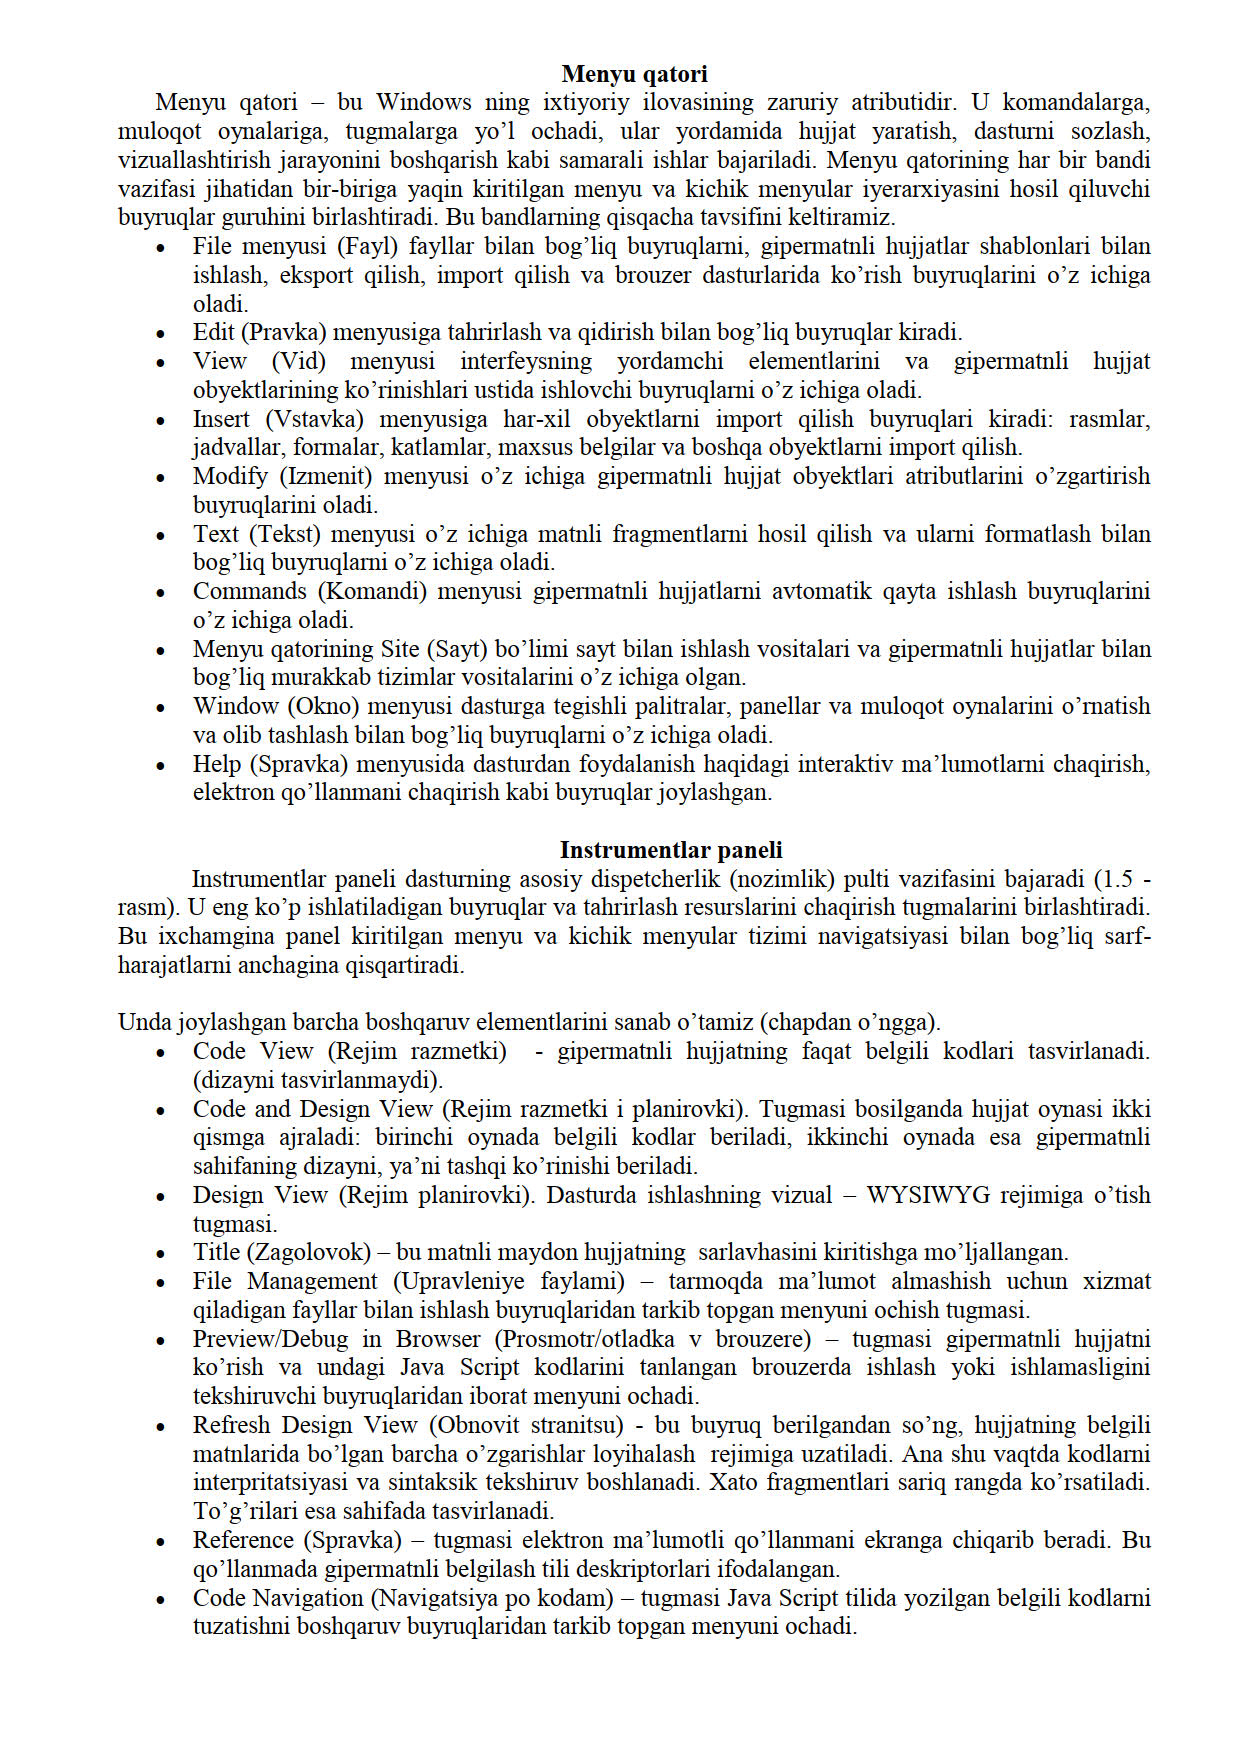 Menyu qatori
Menyu qatori – bu Windows ning ixtiyoriy ilovasining zaruriy atributidir. U komandalarga,
muloqot oynalariga, tugmalarga yo’l ochadi, ular yordamida hujjat yaratish, dasturni sozlash,
vizuallashtirish jarayonini boshqarish kabi samarali ishlar bajariladi. Menyu qatorining har bir bandi
vazifasi jihatidan bir-biriga yaqin kiritilgan menyu va kichik menyular iyerarxiyasini hosil qiluvchi
buyruqlar guruhini birlashtiradi. Bu bandlarning qisqacha tavsifini keltiramiz.
• File menyusi (Fayl) fayllar bilan bog’liq buyruqlarni, gipermatnli hujjatlar shablonlari bilan
ishlash, eksport qilish, import qilish va brouzer dasturlarida ko’rish buyruqlarini o’z ichiga
oladi.
• Edit (Pravka) menyusiga tahrirlash va qidirish bilan bog’liq buyruqlar kiradi.
• View (Vid) menyusi interfeysning yordamchi elementlarini va gipermatnli hujjat
obyektlarining ko’rinishlari ustida ishlovchi buyruqlarni o’z ichiga oladi.
• Insert (Vstavka) menyusiga har-xil obyektlarni import qilish buyruqlari kiradi: rasmlar,
jadvallar, formalar, katlamlar, maxsus belgilar va boshqa obyektlarni import qilish.
• Modify (Izmenit) menyusi o’z ichiga gipermatnli hujjat obyektlari atributlarini o’zgartirish
buyruqlarini oladi.
• Text (Tekst) menyusi o’z ichiga matnli fragmentlarni hosil qilish va ularni formatlash bilan
bog’liq buyruqlarni o’z ichiga oladi.
• Commands (Komandi) menyusi gipermatnli hujjatlarni avtomatik qayta ishlash buyruqlarini
o’z ichiga oladi.
• Menyu qatorining Site (Sayt) bo’limi sayt bilan ishlash vositalari va gipermatnli hujjatlar bilan
bog’liq murakkab tizimlar vositalarini o’z ichiga olgan.
• Window (Okno) menyusi dasturga tegishli palitralar, panellar va muloqot oynalarini o’rnatish
va olib tashlash bilan bog’liq buyruqlarni o’z ichiga oladi.
• Help (Spravka) menyusida dasturdan foydalanish haqidagi interaktiv ma’lumotlarni chaqirish,
elektron qo’llanmani chaqirish kabi buyruqlar joylashgan.
Instrumentlar paneli
Instrumentlar paneli dasturning asosiy dispetcherlik (nozimlik) pulti vazifasini bajaradi (1.5 -
rasm). U eng ko’p ishlatiladigan buyruqlar va tahrirlash resurslarini chaqirish tugmalarini birlashtiradi.
Bu ixchamgina panel kiritilgan menyu va kichik menyular tizimi navigatsiyasi bilan bog’liq sarf-
harajatlarni anchagina qisqartiradi.
Unda joylashgan barcha boshqaruv elementlarini sanab o’tamiz (chapdan o’ngga).
• Code View (Rejim razmetki) - gipermatnli hujjatning faqat belgili kodlari tasvirlanadi.
(dizayni tasvirlanmaydi).
• Code and Design View (Rejim razmetki i planirovki). Tugmasi bosilganda hujjat oynasi ikki
qismga ajraladi: birinchi oynada belgili kodlar beriladi, ikkinchi oynada esa gipermatnli
sahifaning dizayni, ya’ni tashqi ko’rinishi beriladi.
• Design View (Rejim planirovki). Dasturda ishlashning vizual – WYSIWYG rejimiga o’tish
tugmasi.
• Title (Zagolovok) – bu matnli maydon hujjatning sarlavhasini kiritishga mo’ljallangan.
• File Management (Upravleniye faylami) – tarmoqda ma’lumot almashish uchun xizmat
qiladigan fayllar bilan ishlash buyruqlaridan tarkib topgan menyuni ochish tugmasi.
• Preview/Debug in Browser (Prosmotr/otladka v brouzere) – tugmasi gipermatnli hujjatni
ko’rish va undagi Java Script kodlarini tanlangan brouzerda ishlash yoki ishlamasligini
tekshiruvchi buyruqlaridan iborat menyuni ochadi.
• Refresh Design View (Obnovit stranitsu) - bu buyruq berilgandan so’ng, hujjatning belgili
matnlarida bo’lgan barcha o’zgarishlar loyihalash rejimiga uzatiladi. Ana shu vaqtda kodlarni
interpritatsiyasi va sintaksik tekshiruv boshlanadi. Xato fragmentlari sariq rangda ko’rsatiladi.
To’g’rilari esa sahifada tasvirlanadi.
• Reference (Spravka) – tugmasi elektron ma’lumotli qo’llanmani ekranga chiqarib beradi. Bu
qo’llanmada gipermatnli belgilash tili deskriptorlari ifodalangan.
• Code Navigation (Navigatsiya po kodam) – tugmasi Java Script tilida yozilgan belgili kodlarni
tuzatishni boshqaruv buyruqlaridan tarkib topgan menyuni ochadi.